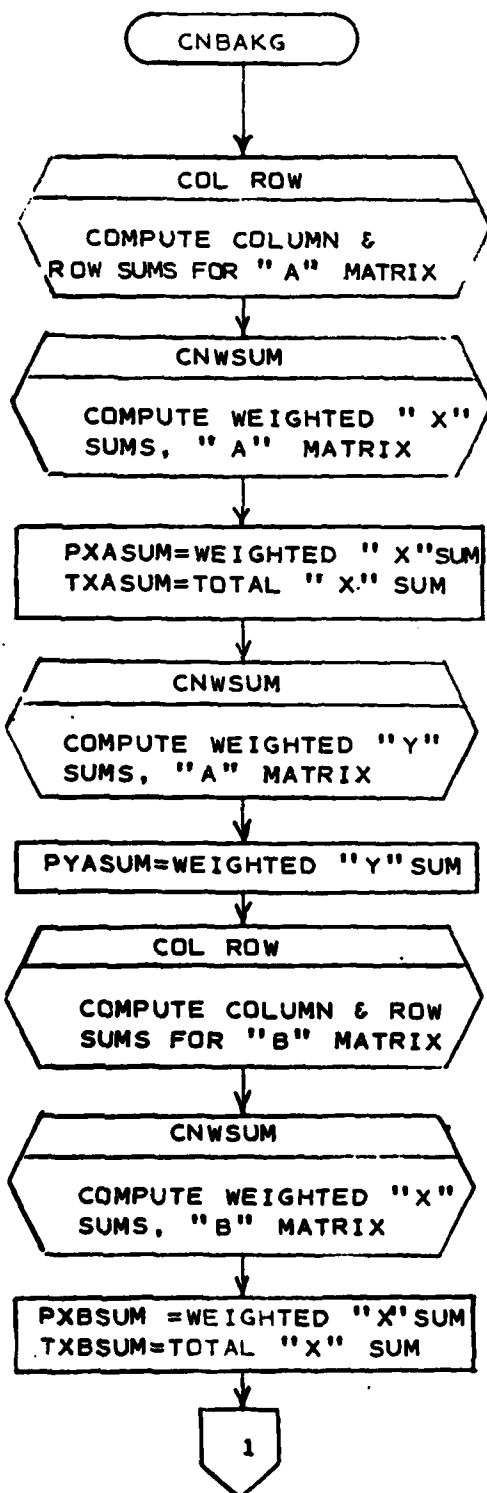 CNBAKG
COL ROW
COMPUTE COLUMN &
ROW SUMS FOR "A" MATRIX
CNWSUM
COMPUTE WEIGHTED "X"
SUMS, "A" MATRIX
PXASUM=WEIGHTED "X"SUM
TXASUM=TOTAL "X" SUM
CNWSUM
COMPUTE WEIGHTED "Y"
SUMS, "A" MATRIX
PYASUM=WEIGHTED "Y"SUM
COL ROW
COMPUTE COLUMN & ROW
SUMS FOR "B" MATRIX
CNWSUM
COMPUTE WEIGHTED "X"
SUMS, "B" MATRIX
PXBSUM =WEIGHTED "X"SUM
TXBSUM=TOTAL "X" SUM
1